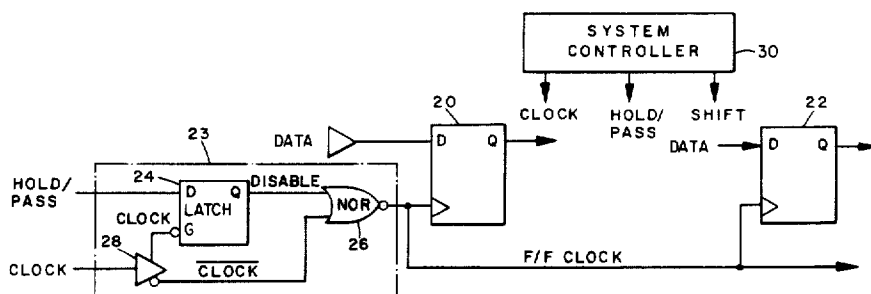 SYSTEM
CONTROLLER
30
CLOCK
HOLD/
PASS
SHIFT
20
22
DATA
D Q
DATA
D Q
23
HOLD/
PASS
24
D Q
LATCH
G
DISABLE
NOR
26
CLOCK
28
CLOCK
CLOCK
F/F CLOCK